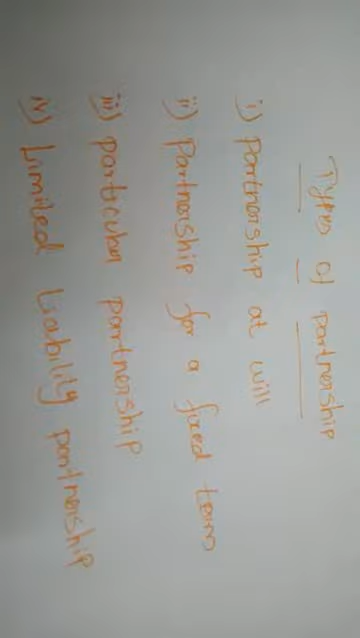 Types of partnership
i) Partnership at will
ii) Partnership for a fixed term
iii) particular partnership
iv) Limited Liability partnership